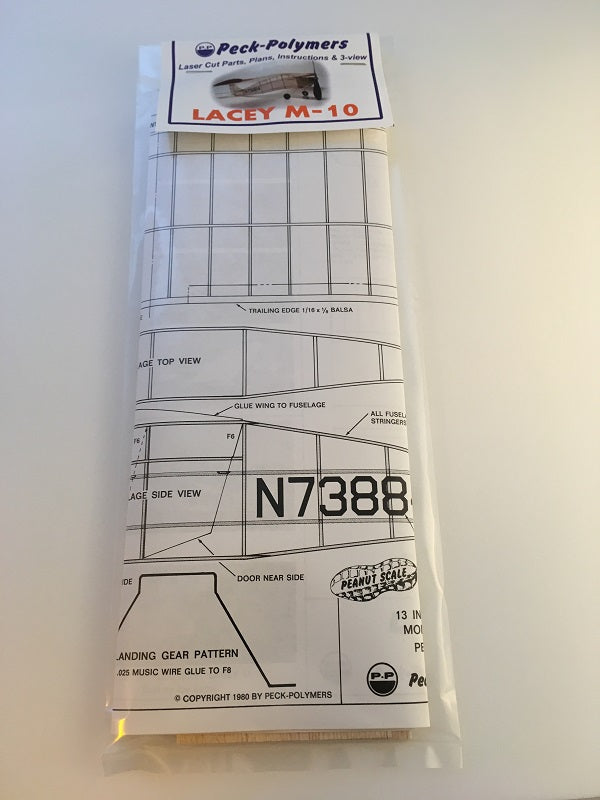 P-P Peck-Polymers
Laser Cut Parts, Plans, Instructions & 3-view
LACEY M-10
TRAILING EDGE 1/16 x 1/8 BALSA
AGE TOP VIEW
GLUE WING TO FUSELAGE
ALL FUSEL
STRINGERS
F6
F6
AGE SIDE VIEW
N7388
DOOR NEAR SIDE
IDE
PEANUT SCALE
13 IN
MO
LANDING GEAR PATTERN
.025 MUSIC WIRE GLUE TO F8
P-P Pe
© COPYRIGHT 1980 BY PECK-POLYMERS